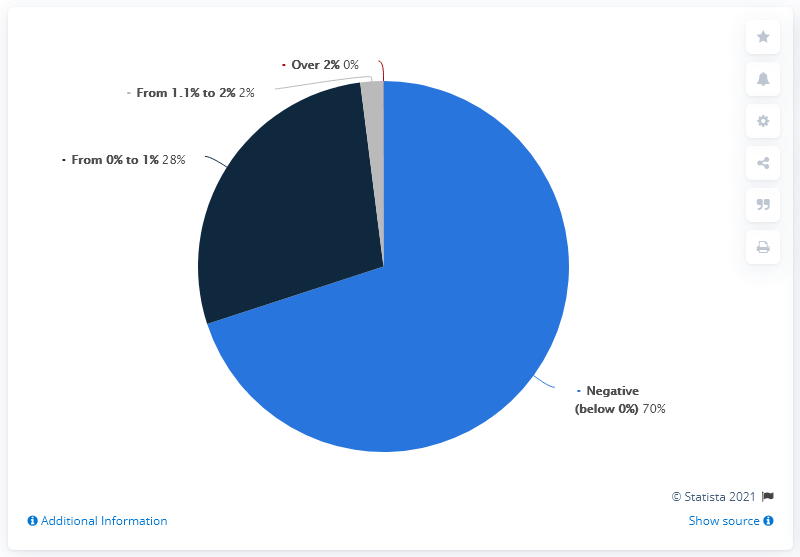 Over 2% 0%
From 1.1% to 2% 2%
From 0% to 1% 28%
Negative
(below 0%) 70%
© Statista 2021
Additional Information
Show source